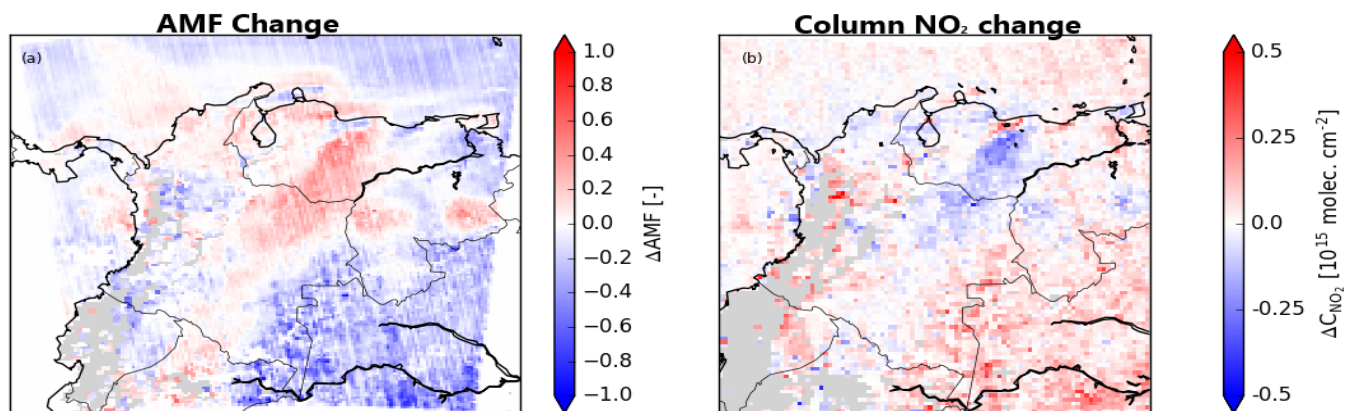 AMF Change
(a)
1.0
0.8
0.6
0.4
0.2
0.0
−0.2
−0.4
−0.6
−0.8
−1.0
ΔAMF [-]
Column NO₂ change
(b)
0.5
0.25
0.0
-0.25
-0.5
ΔC_NO₂ [10¹⁵ molec. cm⁻²]